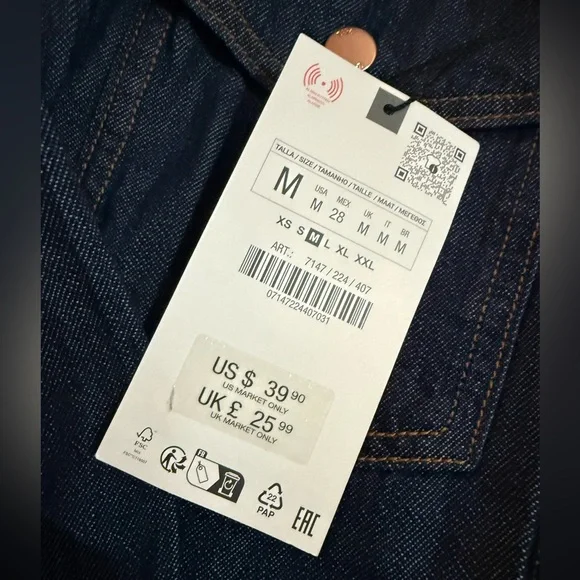 TALLA / SIZE / TAMANHO / TAILLE / MAAT / ΜΕΓΕΘΟΣ
M
USA MEX UK IT BR
M 28 M M M
XS S M L XL XXL
ART.: 7147 / 224 / 407
07147224407031
US $ 39 90
US MARKET ONLY
UK £ 25 99
UK MARKET ONLY
FSC
FR
22
PAP
EAC